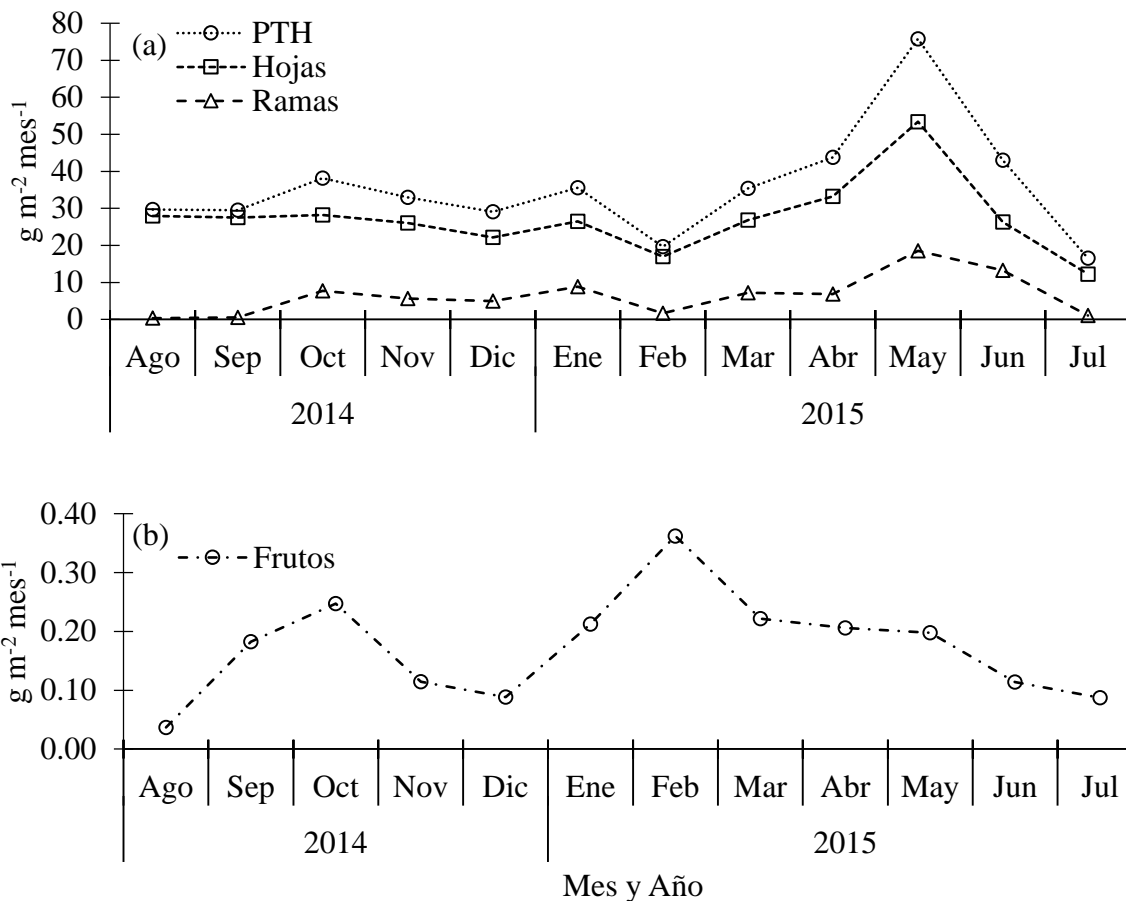 (a)
PTH
Hojas
Ramas
g m-2 mes-1
80
70
60
50
40
30
20
10
0
Ago Sep Oct Nov Dic Ene Feb Mar Abr May Jun Jul
2014 2015
(b)
Frutos
g m-2 mes-1
0.40
0.30
0.20
0.10
0.00
Ago Sep Oct Nov Dic Ene Feb Mar Abr May Jun Jul
2014 2015
Mes y Año